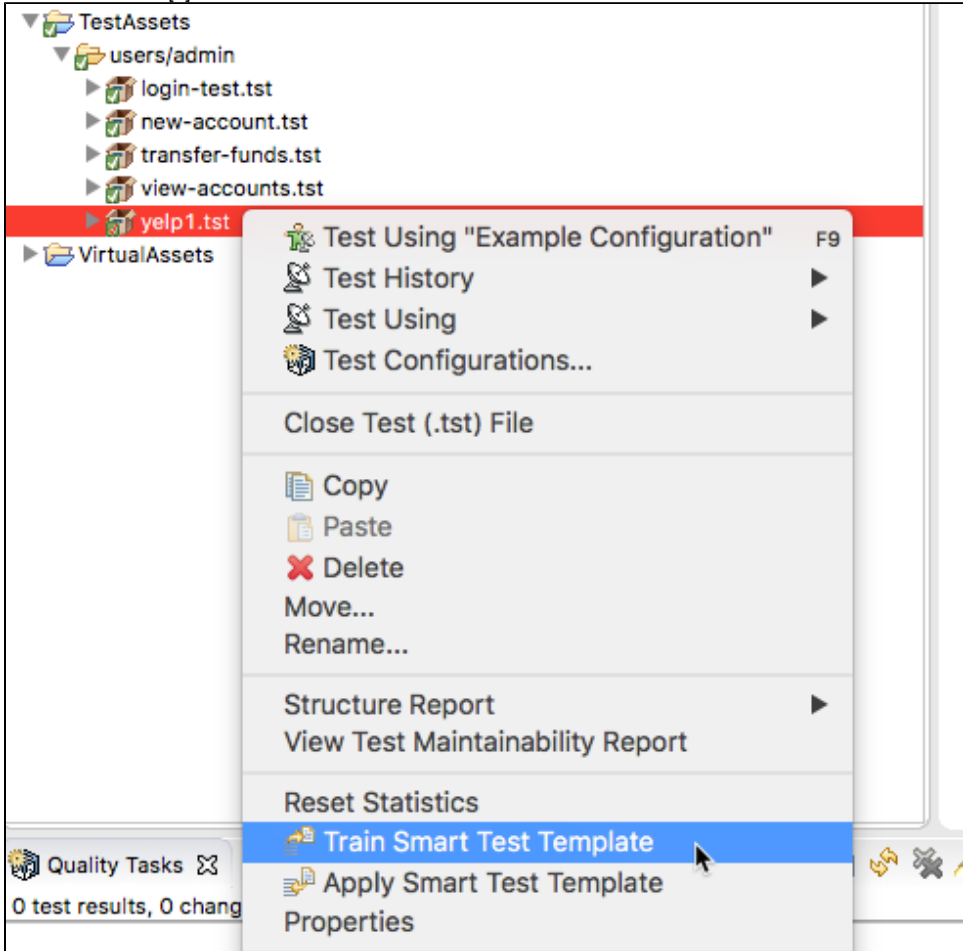 TestAssets
users/admin
login-test.tst
new-account.tst
transfer-funds.tst
view-accounts.tst
yelp1.tst
VirtualAssets
Test Using "Example Configuration" F9
Test History
Test Using
Test Configurations...
Close Test (.tst) File
Copy
Paste
Delete
Move...
Rename...
Structure Report
View Test Maintainability Report
Reset Statistics
Train Smart Test Template
Apply Smart Test Template
Properties
Quality Tasks
0 test results, 0 chang